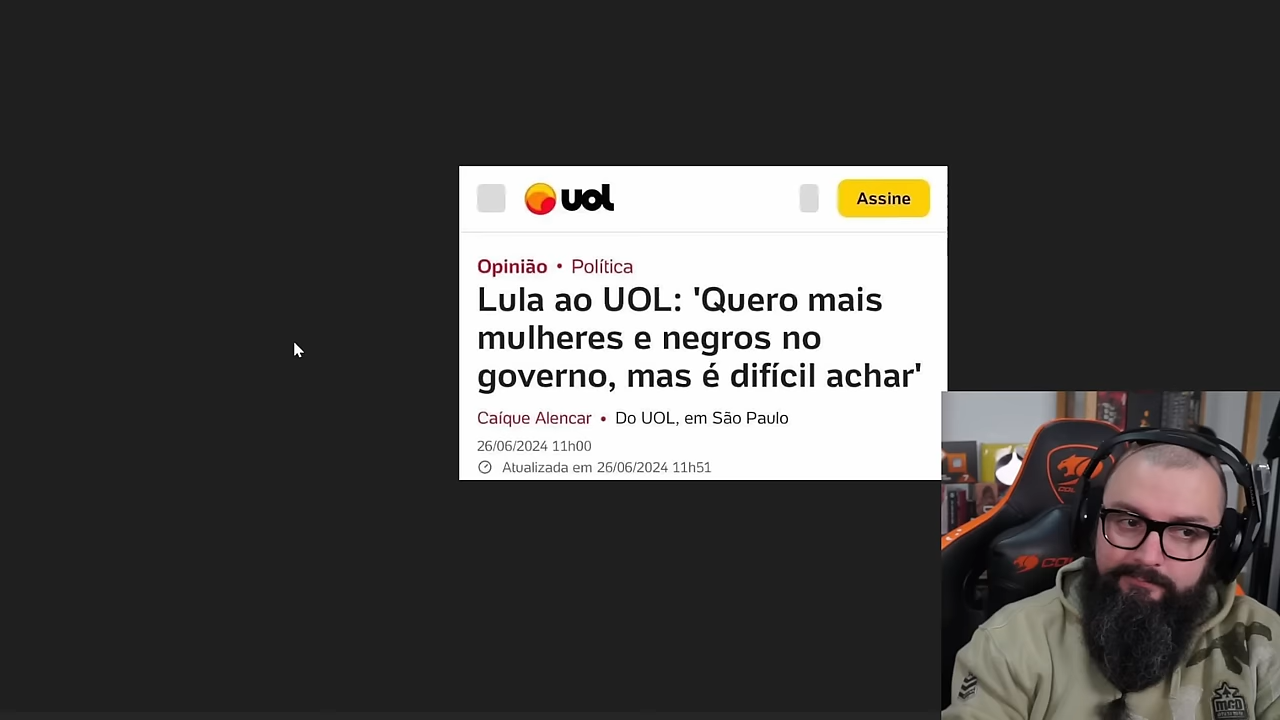 uol
Assine
Opinião • Política
Lula ao UOL: 'Quero mais
mulheres e negros no
governo, mas é difícil achar'
Caíque Alencar • Do UOL, em São Paulo
26/06/2024 11h00
Atualizada em 26/06/2024 11h51
MCD